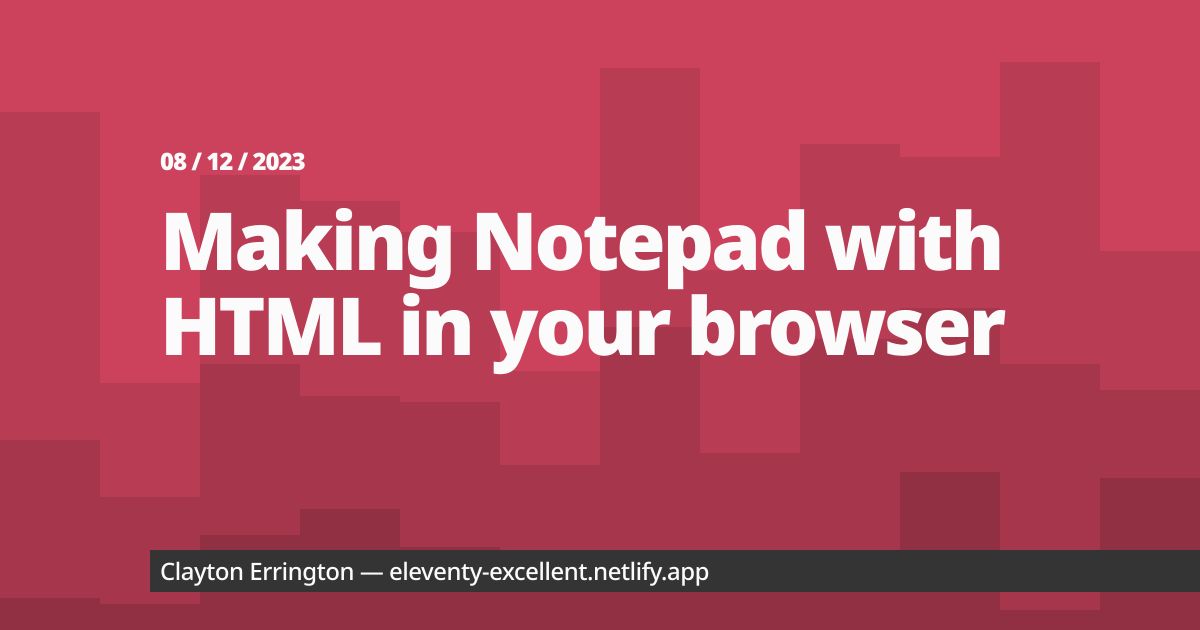 08 / 12 / 2023
Making Notepad with
HTML in your browser
Clayton Errington — eleventy-excellent.netlify.app